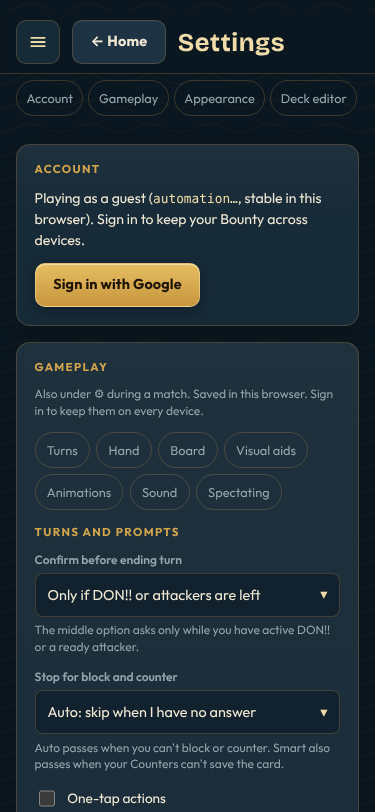 ← Home
Settings
Account
Gameplay
Appearance
Deck editor
ACCOUNT
Playing as a guest (automation…, stable in this
browser). Sign in to keep your Bounty across
devices.
Sign in with Google
GAMEPLAY
Also under ⚙ during a match. Saved in this browser. Sign
in to keep them on every device.
Turns
Hand
Board
Visual aids
Animations
Sound
Spectating
TURNS AND PROMPTS
Confirm before ending turn
Only if DON!! or attackers are left
The middle option asks only while you have active DON!!
or a ready attacker.
Stop for block and counter
Auto: skip when I have no answer
Auto passes when you can't block or counter. Smart also
passes when your Counters can't save the card.
One-tap actions